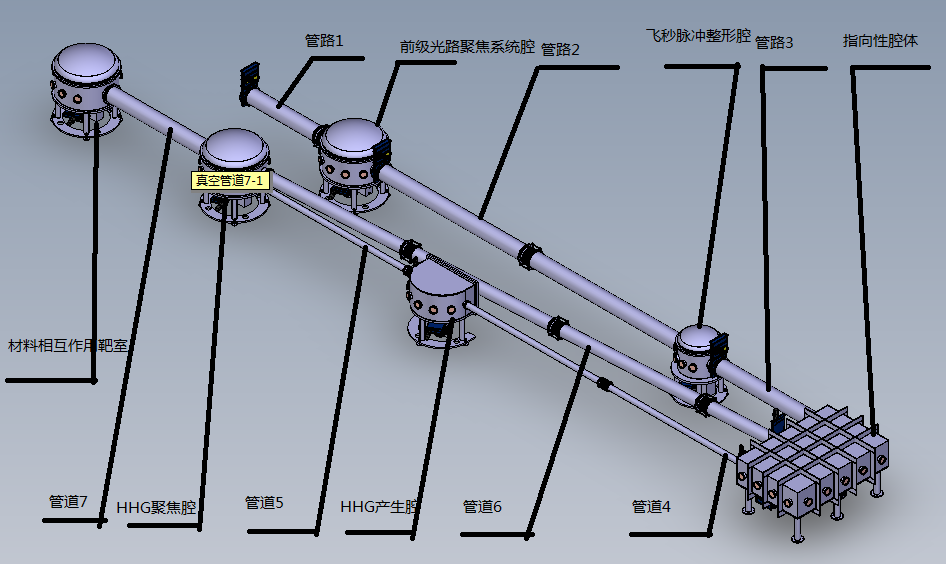 管路1
前级光路聚焦系统腔
管路2
飞秒脉冲整形腔
管路3
指向性腔体
真空管道7-1
材料相互作用靶室
管道7
HHG聚焦腔
管道5
HHG产生腔
管道6
管道4